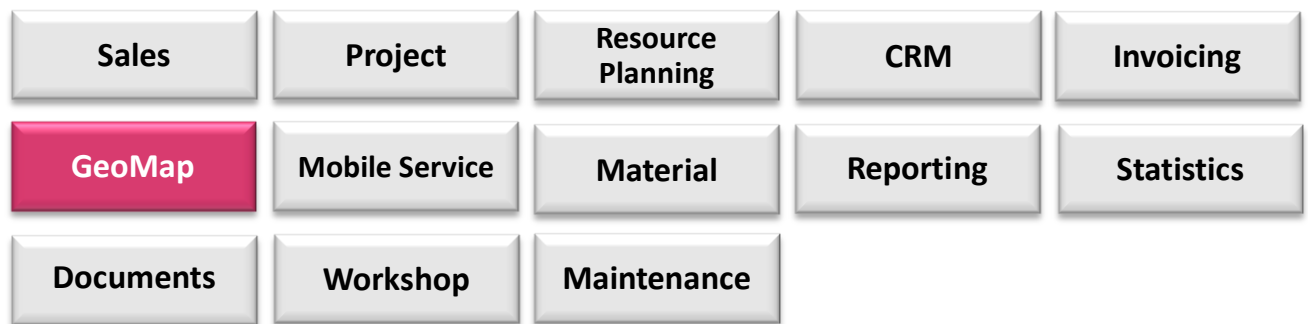 Sales
Project
Resource
Planning
CRM
Invoicing
GeoMap
Mobile Service
Material
Reporting
Statistics
Documents
Workshop
Maintenance